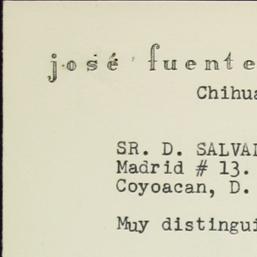 josé fuente
Chihua
SR. D. SALVA
Madrid # 13.
Coyoacan, D.
Muy distingui